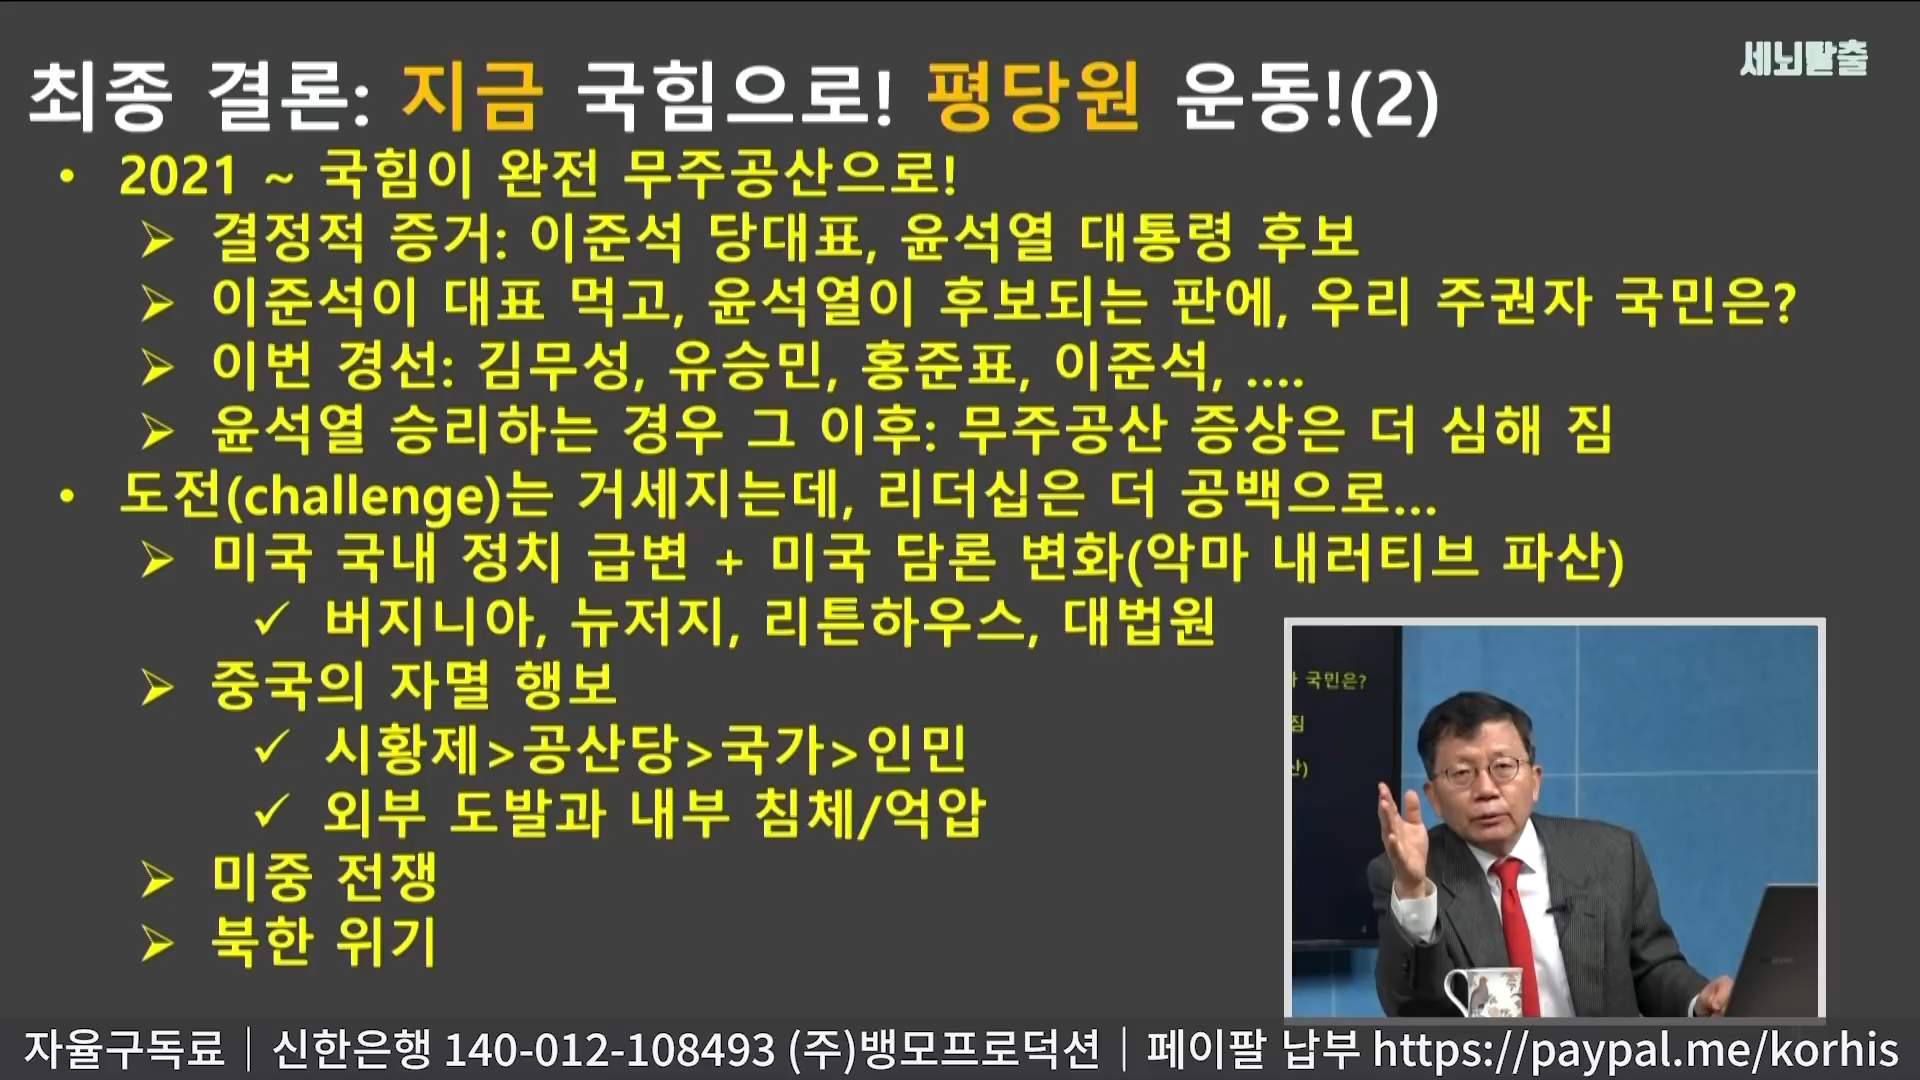 세뇌탈출
최종 결론: 지금 국힘으로! 평당원 운동!(2)
• 2021 ~ 국힘이 완전 무주공산으로!
➢ 결정적 증거: 이준석 당대표, 윤석열 대통령 후보
➢ 이준석이 대표 먹고, 윤석열이 후보되는 판에, 우리 주권자 국민은?
➢ 이번 경선: 김무성, 유승민, 홍준표, 이준석, ....
➢ 윤석열 승리하는 경우 그 이후: 무주공산 증상은 더 심해 짐
• 도전(challenge)는 거세지는데, 리더십은 더 공백으로...
➢ 미국 국내 정치 급변 + 미국 담론 변화(악마 내러티브 파산)
✓ 버지니아, 뉴저지, 리튼하우스, 대법원
➢ 중국의 자멸 행보
✓ 시황제>공산당>국가>인민
✓ 외부 도발과 내부 침체/억압
➢ 미중 전쟁
➢ 북한 위기
국민은?
짐
산)
자율구독료｜신한은행 140-012-108493 (주)뱅모프로덕션｜페이팔 납부 https://paypal.me/korhis